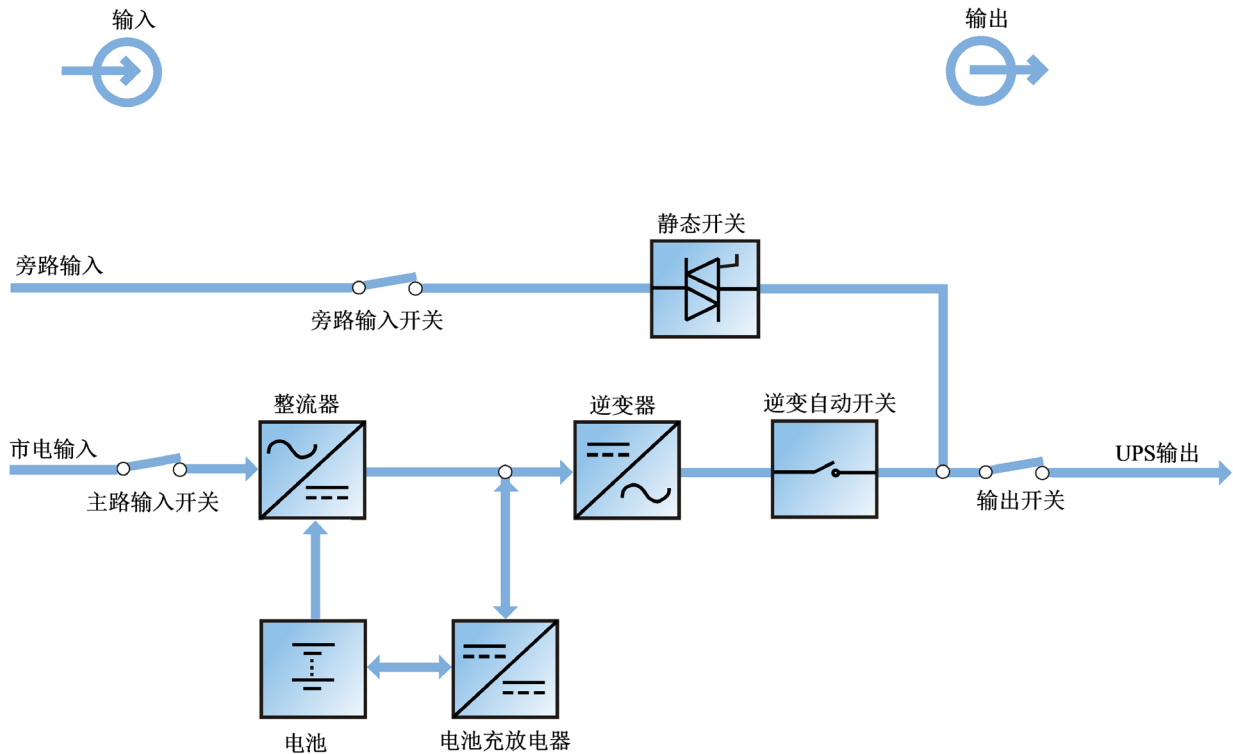 输入
输出
静态开关
旁路输入
旁路输入开关
整流器
逆变器
逆变自动开关
市电输入
UPS输出
主路输入开关
输出开关
电池
电池充放电器